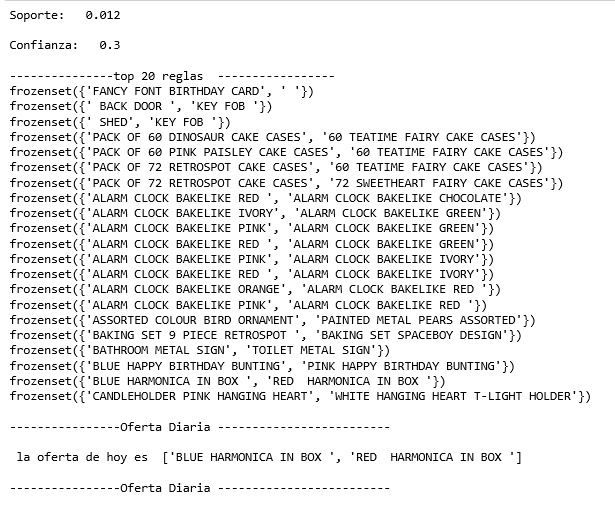 Soporte:   0.012
Confianza:   0.3
---------------top 20 reglas  -----------------
frozenset({'FANCY FONT BIRTHDAY CARD', ' '})
frozenset({' BACK DOOR ', 'KEY FOB '})
frozenset({' SHED', 'KEY FOB '})
frozenset({'PACK OF 60 DINOSAUR CAKE CASES', '60 TEATIME FAIRY CAKE CASES'})
frozenset({'PACK OF 60 PINK PAISLEY CAKE CASES', '60 TEATIME FAIRY CAKE CASES'})
frozenset({'PACK OF 72 RETROSPOT CAKE CASES', '60 TEATIME FAIRY CAKE CASES'})
frozenset({'PACK OF 72 RETROSPOT CAKE CASES', '72 SWEETHEART FAIRY CAKE CASES'})
frozenset({'ALARM CLOCK BAKELIKE RED ', 'ALARM CLOCK BAKELIKE CHOCOLATE'})
frozenset({'ALARM CLOCK BAKELIKE IVORY', 'ALARM CLOCK BAKELIKE GREEN'})
frozenset({'ALARM CLOCK BAKELIKE PINK', 'ALARM CLOCK BAKELIKE GREEN'})
frozenset({'ALARM CLOCK BAKELIKE RED ', 'ALARM CLOCK BAKELIKE GREEN'})
frozenset({'ALARM CLOCK BAKELIKE PINK', 'ALARM CLOCK BAKELIKE IVORY'})
frozenset({'ALARM CLOCK BAKELIKE RED ', 'ALARM CLOCK BAKELIKE IVORY'})
frozenset({'ALARM CLOCK BAKELIKE ORANGE', 'ALARM CLOCK BAKELIKE RED '})
frozenset({'ALARM CLOCK BAKELIKE PINK', 'ALARM CLOCK BAKELIKE RED '})
frozenset({'ASSORTED COLOUR BIRD ORNAMENT', 'PAINTED METAL PEARS ASSORTED'})
frozenset({'BAKING SET 9 PIECE RETROSPOT ', 'BAKING SET SPACEBOY DESIGN'})
frozenset({'BATHROOM METAL SIGN', 'TOILET METAL SIGN'})
frozenset({'BLUE HAPPY BIRTHDAY BUNTING', 'PINK HAPPY BIRTHDAY BUNTING'})
frozenset({'BLUE HARMONICA IN BOX ', 'RED  HARMONICA IN BOX '})
frozenset({'CANDLEHOLDER PINK HANGING HEART', 'WHITE HANGING HEART T-LIGHT HOLDER'})
----------------Oferta Diaria -------------------------
 la oferta de hoy es  ['BLUE HARMONICA IN BOX ', 'RED  HARMONICA IN BOX ']
----------------Oferta Diaria -------------------------